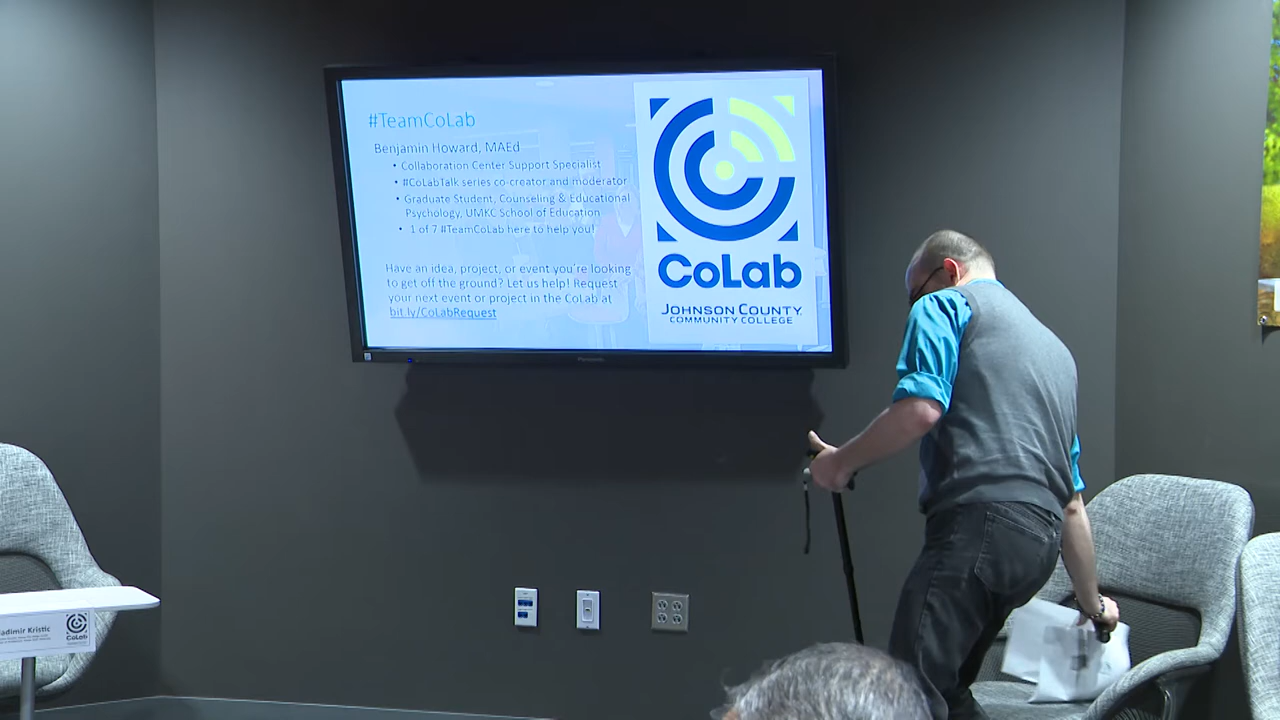 #TeamCoLab
Benjamin Howard, MAEd
• Collaboration Center Support Specialist
• #CoLabTalk series co-creator and moderator
• Graduate Student, Counseling & Educational
Psychology, UMKC School of Education
• 1 of 7 #TeamCoLab here to help you!
Have an idea, project, or event you're looking
to get off the ground? Let us help! Request
your next event or project in the CoLab at
bit.ly/CoLabRequest
CoLab
JOHNSON COUNTY
COMMUNITY COLLEGE
Panasonic
Kristic
CoLab